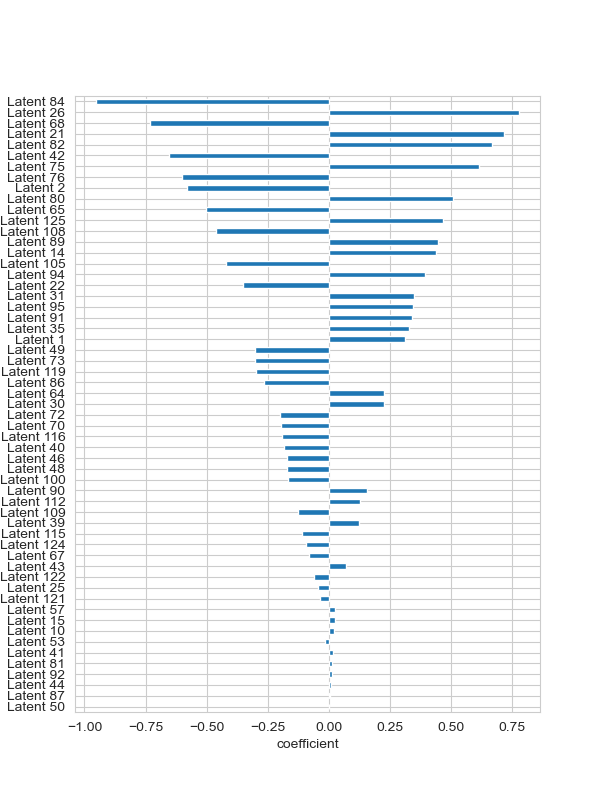 Latent 84
Latent 26
Latent 68
Latent 21
Latent 82
Latent 42
Latent 75
Latent 76
Latent 2
Latent 80
Latent 65
Latent 125
Latent 108
Latent 89
Latent 14
Latent 105
Latent 94
Latent 22
Latent 31
Latent 95
Latent 91
Latent 35
Latent 1
Latent 49
Latent 73
Latent 119
Latent 86
Latent 64
Latent 30
Latent 72
Latent 70
Latent 116
Latent 40
Latent 46
Latent 48
Latent 100
Latent 90
Latent 112
Latent 109
Latent 39
Latent 115
Latent 124
Latent 67
Latent 43
Latent 122
Latent 25
Latent 121
Latent 57
Latent 15
Latent 10
Latent 53
Latent 41
Latent 81
Latent 92
Latent 44
Latent 87
Latent 50
−1.00 −0.75 −0.50 −0.25 0.00 0.25 0.50 0.75
coefficient